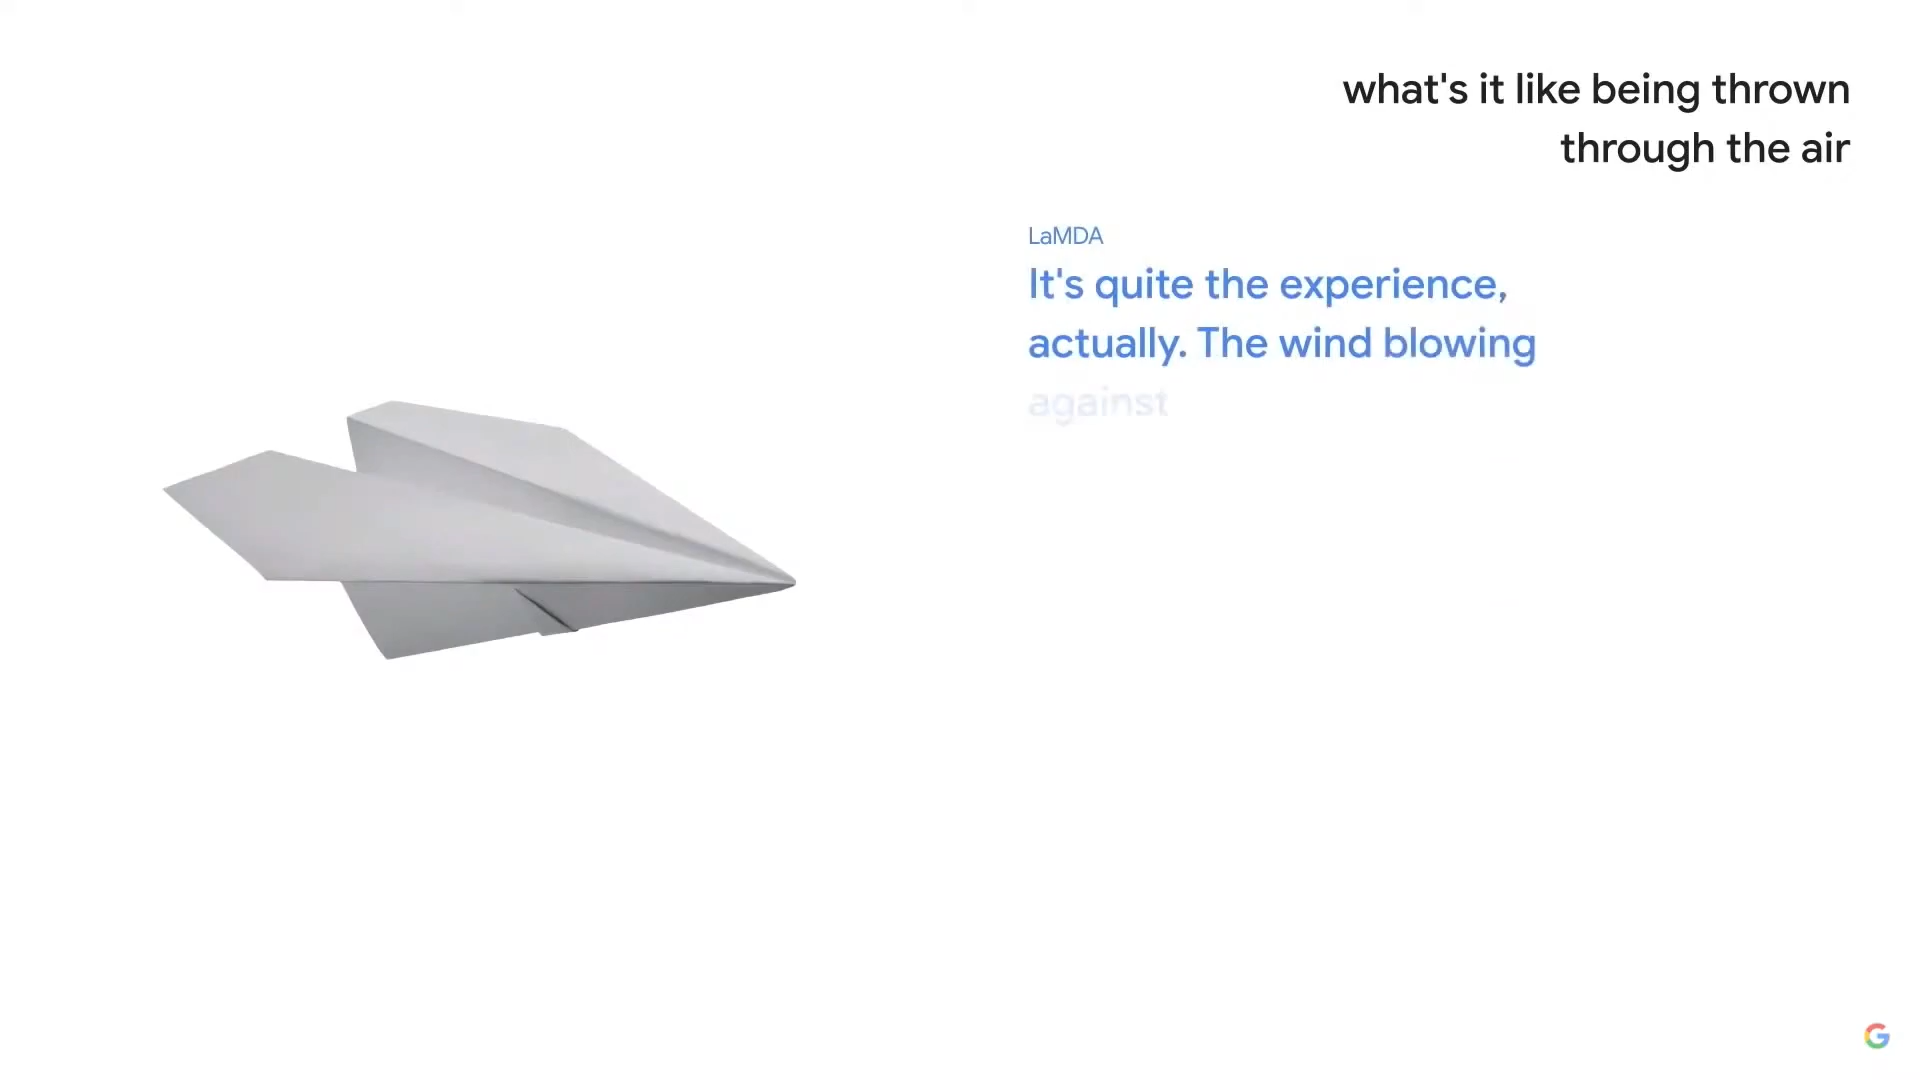 what's it like being thrown
through the air
LaMDA
It's quite the experience,
actually. The wind blowing
against